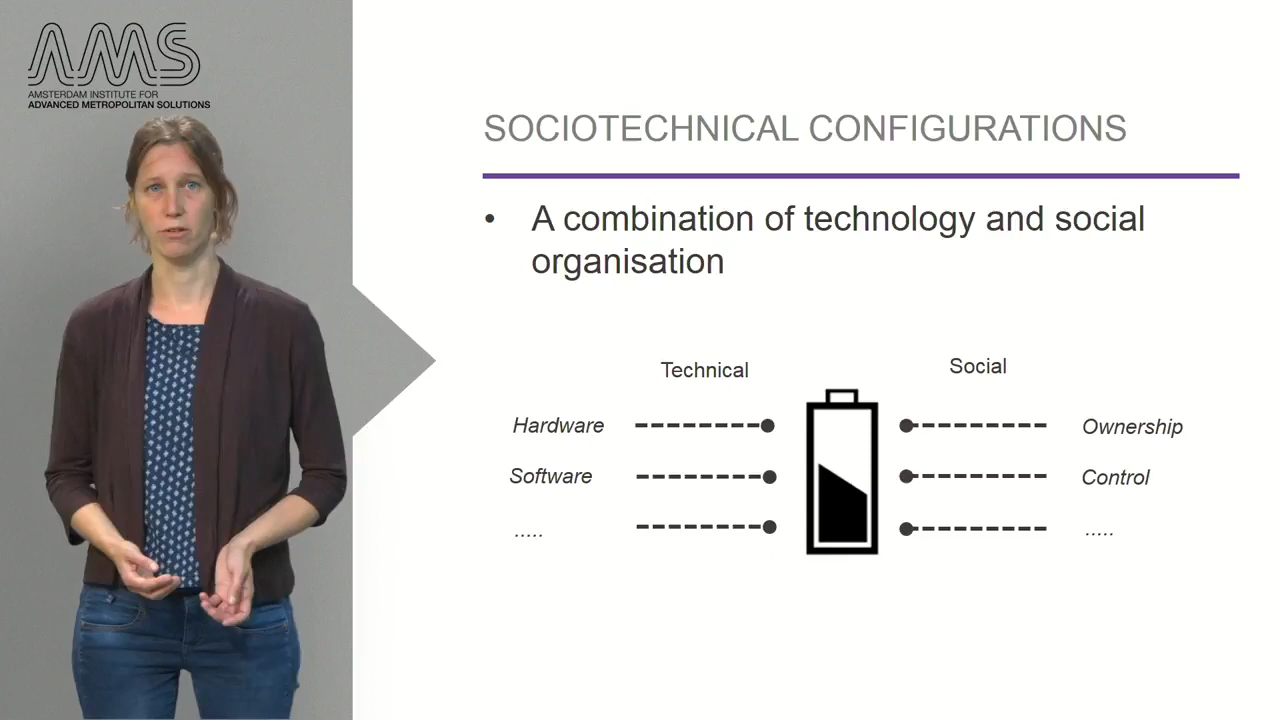 AMS
AMSTERDAM INSTITUTE FOR
ADVANCED METROPOLITAN SOLUTIONS
SOCIOTECHNICAL CONFIGURATIONS
• A combination of technology and social
organisation
Technical
Social
Hardware
Ownership
Software
Control
.....
.....